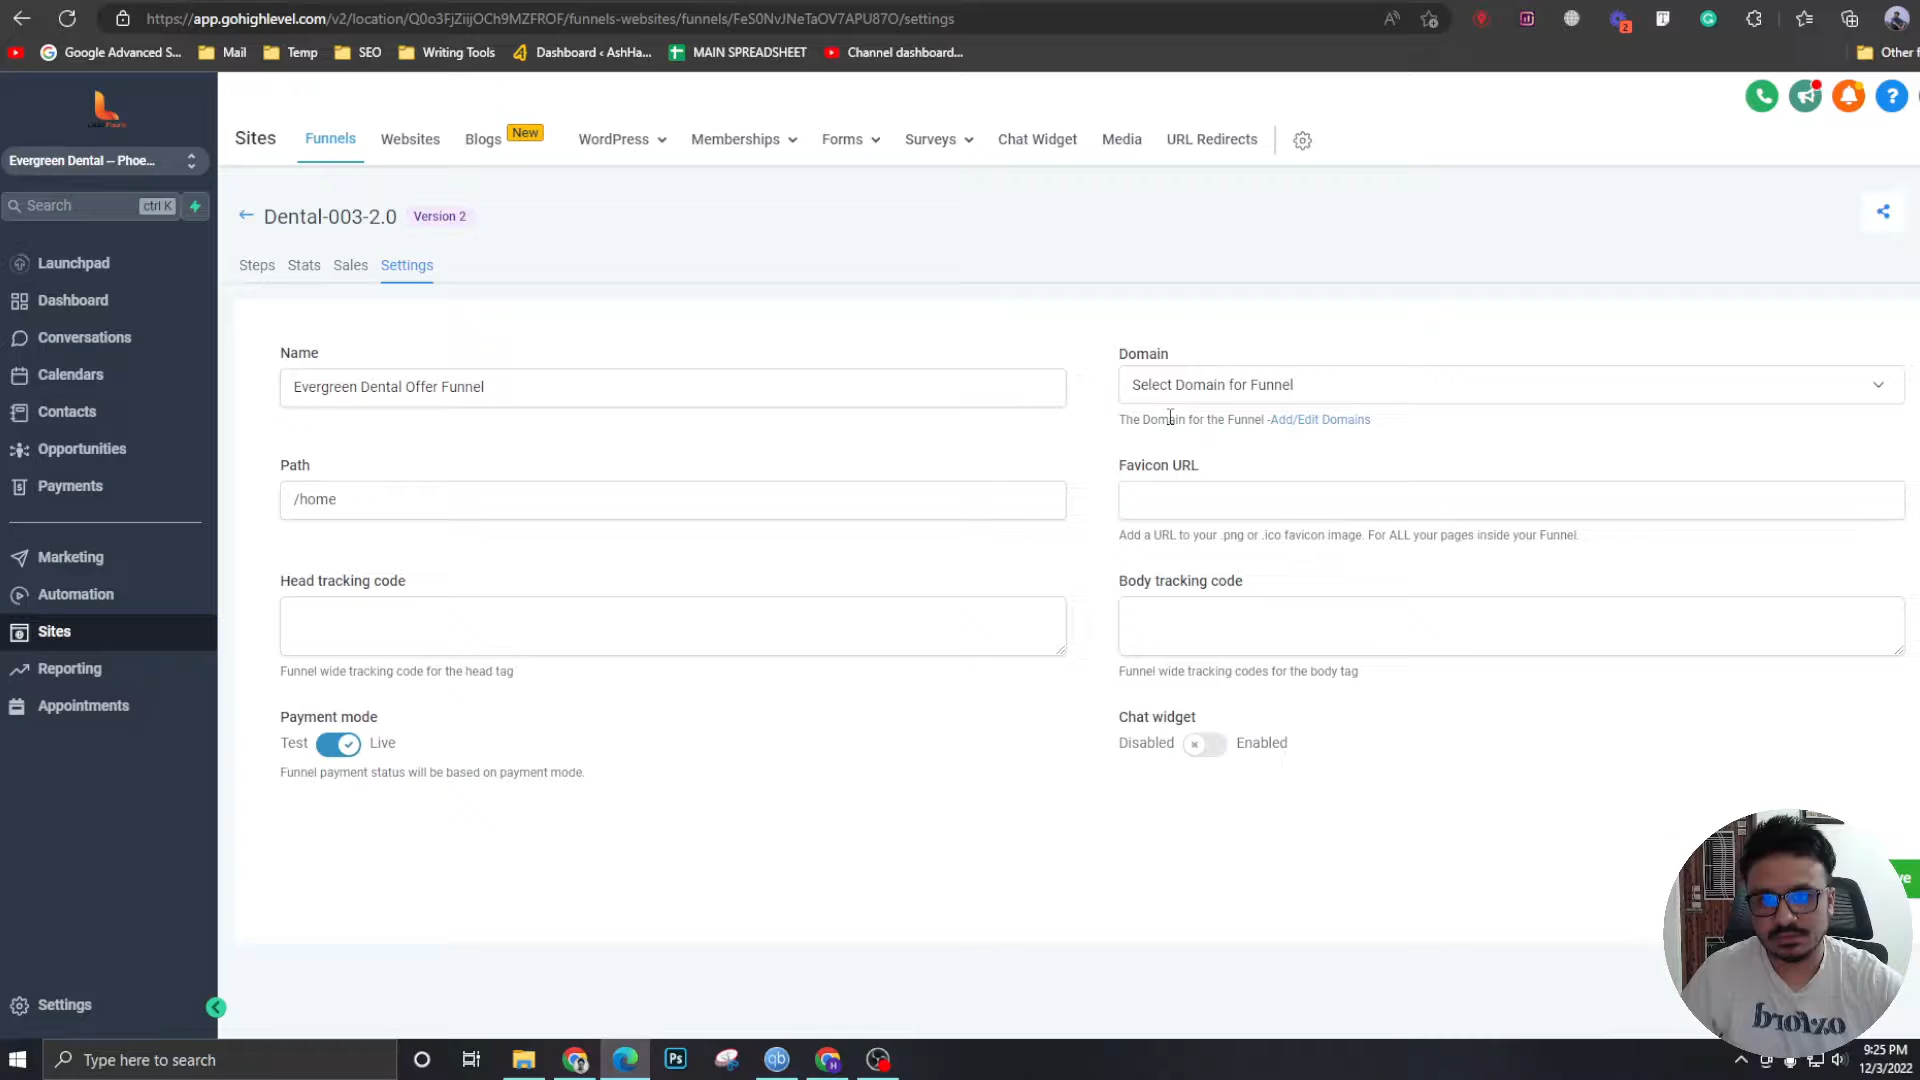 https://app.gohighlevel.com/v2/location/Q0o3FjZiijOCh9MZFROF/funnels-websites/funnels/FeS0NvJNeTaOV7APU87O/settings
2
Google Advanced S...
Mail
Temp
SEO
Writing Tools
Dashboard ‹ AshHa...
MAIN SPREADSHEET
Channel dashboard...
Other f
Evergreen Dental – Phoe...
Search
ctrl K
Launchpad
Dashboard
Conversations
Calendars
Contacts
Opportunities
Payments
Marketing
Automation
Sites
Reporting
Appointments
Settings
Sites
Funnels
Websites
Blogs
New
WordPress
Memberships
Forms
Surveys
Chat Widget
Media
URL Redirects
Dental-003-2.0
Version 2
Steps
Stats
Sales
Settings
Name
Evergreen Dental Offer Funnel
Domain
Select Domain for Funnel
The Domain for the Funnel -Add/Edit Domains
Path
/home
Favicon URL
Add a URL to your .png or .ico favicon image. For ALL your pages inside your Funnel.
Head tracking code
Funnel wide tracking code for the head tag
Body tracking code
Funnel wide tracking codes for the body tag
Payment mode
Test
Live
Funnel payment status will be based on payment mode.
Chat widget
Disabled
Enabled
Type here to search
Ps
qb
9:25 PM
12/3/2022